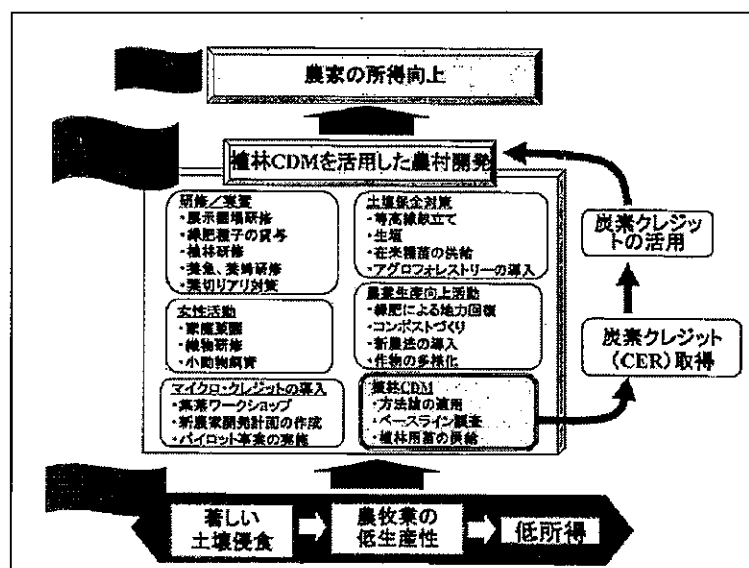 農家の所得向上
植林CDMを活用した農村開発
研修／実習
・展示圃場研修
・緑肥種子の貸与
・植林研修
・養魚、養蜂研修
・葉切りアリ対策
土壌保全対策
・等高線畝立て
・生垣
・在来種苗の供給
・アグロフォレストリーの導入
女性活動
・家庭菜園
・織物研修
・小動物飼育
農業生産向上活動
・緑肥による地力回復
・コンポストづくり
・新農法の導入
・作物の多様化
マイクロ・クレジットの導入
・集落ワークショップ
・新農家開発計画の作成
・パイロット事業の実施
植林CDM
・方法論の適用
・ベースライン調査
・植林用苗の供給
炭素クレジッ
トの活用
炭素クレジット
（CER）取得
著しい
土壌侵食
農牧業の
低生産性
低所得